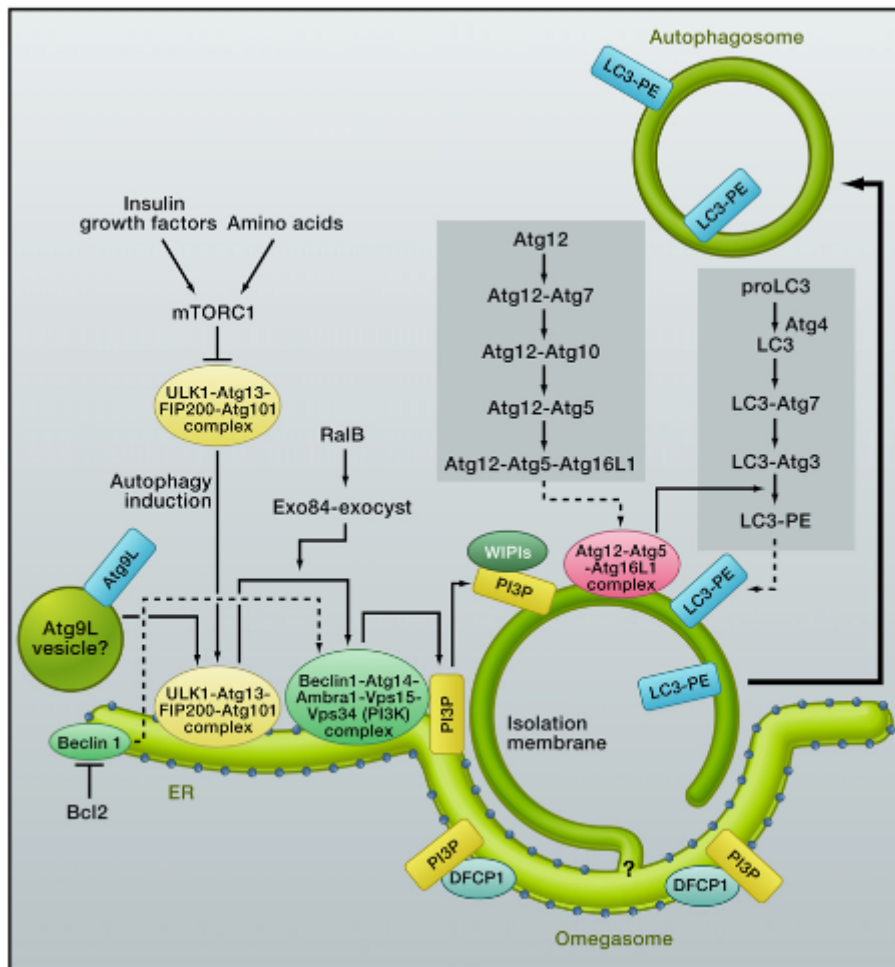 Autophagosome
LC3-PE
LC3-PE
Insulin
growth factors
Amino acids
mTORC1
ULK1-Atg13-
FIP200-Atg101
complex
Autophagy
induction
RalB
Exo84-exocyst
Atg12
Atg12-Atg7
Atg12-Atg10
Atg12-Atg5
Atg12-Atg5-Atg16L1
proLC3
Atg4
LC3
LC3-Atg7
LC3-Atg3
LC3-PE
Atg9L
Atg9L
vesicle?
ULK1-Atg13-
FIP200-Atg101
complex
Beclin1-Atg14-
Ambra1-Vps15-
Vps34 (PI3K)
complex
PI3P
WIPIs
PI3P
Atg12-Atg5
-Atg16L1
complex
LC3-PE
LC3-PE
Isolation
membrane
Beclin 1
Bcl2
ER
PI3P
DFCP1
?
PI3P
DFCP1
Omegasome